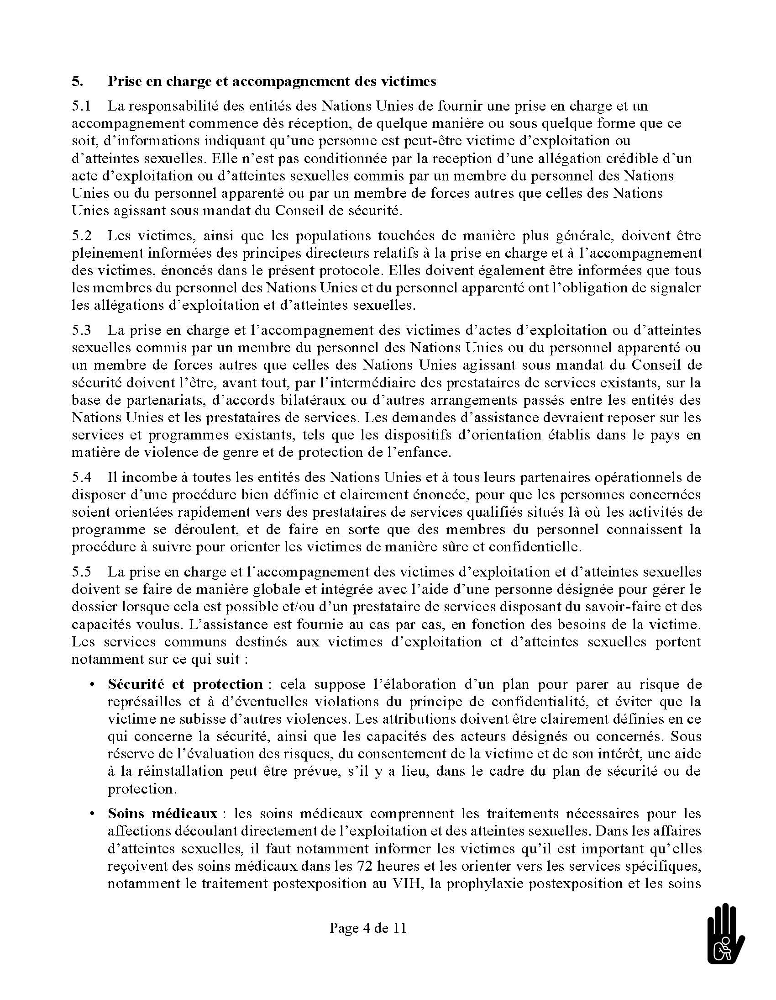 5. Prise en charge et accompagnement des victimes
5.1 La responsabilité des entités des Nations Unies de fournir une prise en charge et un
accompagnement commence dès réception, de quelque manière ou sous quelque forme que ce
soit, d’informations indiquant qu’une personne est peut-être victime d’exploitation ou
d’atteintes sexuelles. Elle n’est pas conditionnée par la reception d’une allégation crédible d’un
acte d’exploitation ou d’atteintes sexuelles commis par un membre du personnel des Nations
Unies ou du personnel apparenté ou par un membre de forces autres que celles des Nations
Unies agissant sous mandat du Conseil de sécurité.
5.2 Les victimes, ainsi que les populations touchées de manière plus générale, doivent être
pleinement informées des principes directeurs relatifs à la prise en charge et à l’accompagnement
des victimes, énoncés dans le présent protocole. Elles doivent également être informées que tous
les membres du personnel des Nations Unies et du personnel apparenté ont l’obligation de signaler
les allégations d’exploitation et d’atteintes sexuelles.
5.3 La prise en charge et l’accompagnement des victimes d’actes d’exploitation ou d’atteintes
sexuelles commis par un membre du personnel des Nations Unies ou du personnel apparenté ou
un membre de forces autres que celles des Nations Unies agissant sous mandat du Conseil de
sécurité doivent l’être, avant tout, par l’intermédiaire des prestataires de services existants, sur la
base de partenariats, d’accords bilatéraux ou d’autres arrangements passés entre les entités des
Nations Unies et les prestataires de services. Les demandes d’assistance devraient reposer sur les
services et programmes existants, tels que les dispositifs d’orientation établis dans le pays en
matière de violence de genre et de protection de l’enfance.
5.4 Il incombe à toutes les entités des Nations Unies et à tous leurs partenaires opérationnels de
disposer d’une procédure bien définie et clairement énoncée, pour que les personnes concernées
soient orientées rapidement vers des prestataires de services qualifiés situés là où les activités de
programme se déroulent, et de faire en sorte que des membres du personnel connaissent la
procédure à suivre pour orienter les victimes de manière sûre et confidentielle.
5.5 La prise en charge et l’accompagnement des victimes d’exploitation et d’atteintes sexuelles
doivent se faire de manière globale et intégrée avec l’aide d’une personne désignée pour gérer le
dossier lorsque cela est possible et/ou d’un prestataire de services disposant du savoir-faire et des
capacités voulus. L’assistance est fournie au cas par cas, en fonction des besoins de la victime.
Les services communs destinés aux victimes d’exploitation et d’atteintes sexuelles portent
notamment sur ce qui suit :
• Sécurité et protection : cela suppose l’élaboration d’un plan pour parer au risque de
représailles et à d’éventuelles violations du principe de confidentialité, et éviter que la
victime ne subisse d’autres violences. Les attributions doivent être clairement définies en ce
qui concerne la sécurité, ainsi que les capacités des acteurs désignés ou concernés. Sous
réserve de l’évaluation des risques, du consentement de la victime et de son intérêt, une aide
à la réinstallation peut être prévue, s’il y a lieu, dans le cadre du plan de sécurité ou de
protection.
• Soins médicaux : les soins médicaux comprennent les traitements nécessaires pour les
affections découlant directement de l’exploitation et des atteintes sexuelles. Dans les affaires
d’atteintes sexuelles, il faut notamment informer les victimes qu’il est important qu’elles
reçoivent des soins médicaux dans les 72 heures et les orienter vers les services spécifiques,
notamment le traitement postexposition au VIH, la prophylaxie postexposition et les soins
Page 4 de 11